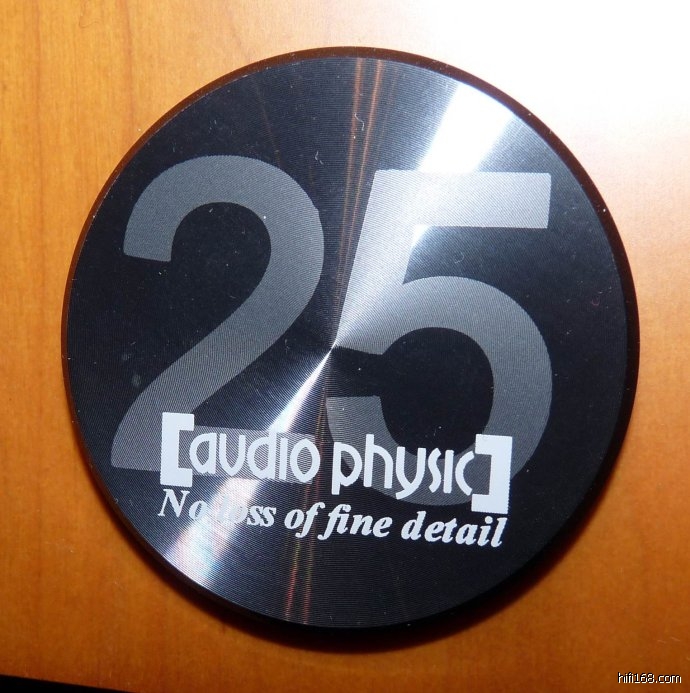 25
[audio physic]
No loss of fine detail
hifi168.com